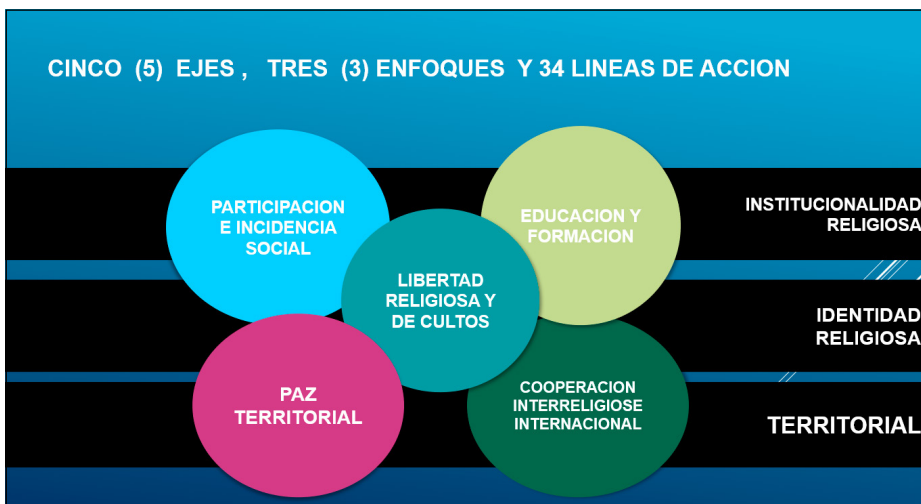 CINCO (5) EJES , TRES (3) ENFOQUES Y 34 LINEAS DE ACCION
PARTICIPACION
E INCIDENCIA
SOCIAL
EDUCACION Y
FORMACION
LIBERTAD
RELIGIOSA Y
DE CULTOS
PAZ
TERRITORIAL
COOPERACION
INTERRELIGIOSE
INTERNACIONAL
INSTITUCIONALIDAD
RELIGIOSA
IDENTIDAD
RELIGIOSA
TERRITORIAL